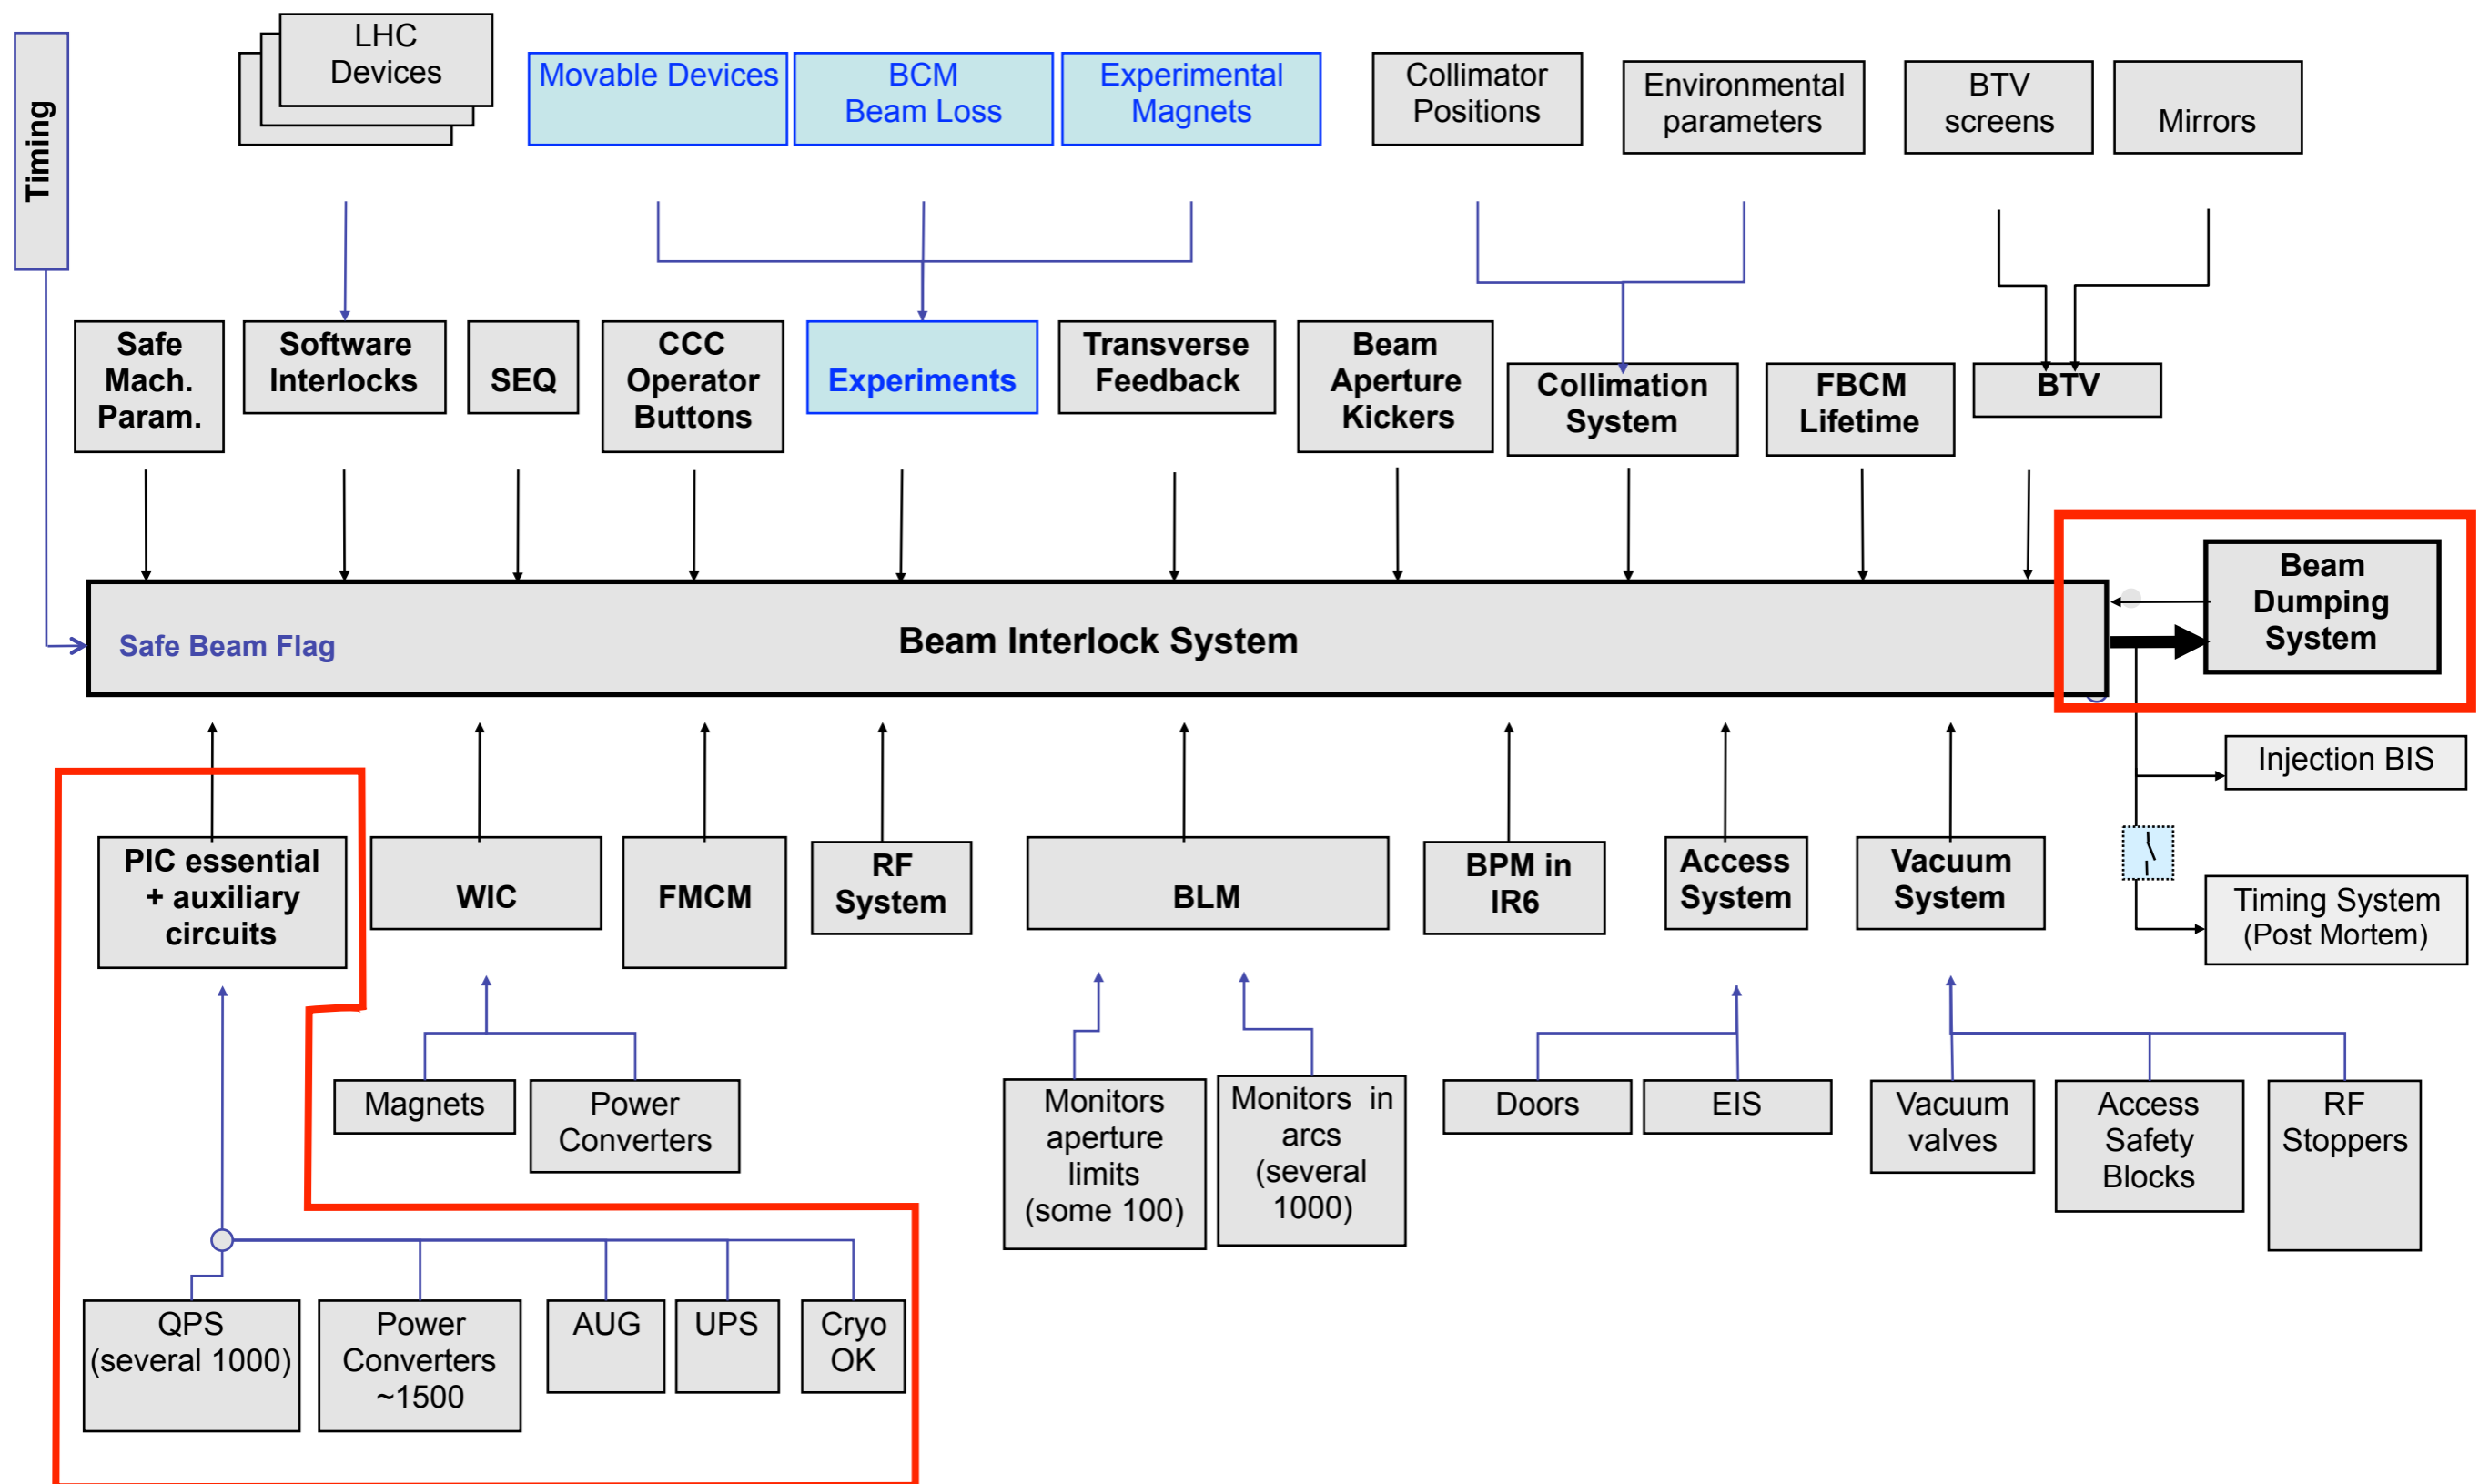 Timing
LHC
Devices
Movable Devices
BCM
Beam Loss
Experimental
Magnets
Collimator
Positions
Environmental
parameters
BTV
screens
Mirrors
Safe
Mach.
Param.
Software
Interlocks
SEQ
CCC
Operator
Buttons
Experiments
Transverse
Feedback
Beam
Aperture
Kickers
Collimation
System
FBCM
Lifetime
BTV
Safe Beam Flag
Beam Interlock System
Beam
Dumping
System
Injection BIS
Timing System
(Post Mortem)
PIC essential
+ auxiliary
circuits
WIC
FMCM
RF
System
BLM
BPM in
IR6
Access
System
Vacuum
System
Magnets
Power
Converters
Monitors
aperture
limits
(some 100)
Monitors in
arcs
(several
1000)
Doors
EIS
Vacuum
valves
Access
Safety
Blocks
RF
Stoppers
QPS
(several 1000)
Power
Converters
~1500
AUG
UPS
Cryo
OK